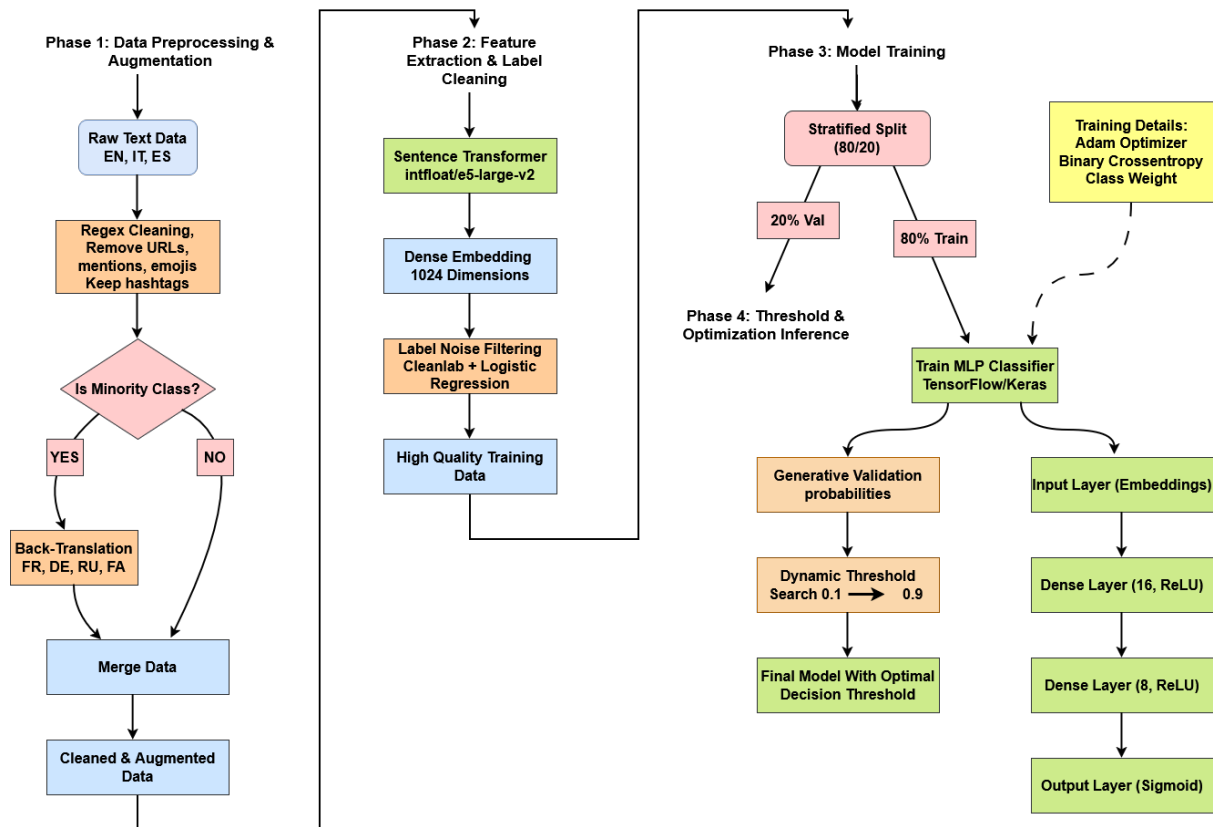 Phase 1: Data Preprocessing &
Augmentation
Raw Text Data
EN, IT, ES
Regex Cleaning,
Remove URLs,
mentions, emojis
Keep hashtags
Is Minority Class?
YES
NO
Back-Translation
FR, DE, RU, FA
Merge Data
Cleaned & Augmented
Data
Phase 2: Feature
Extraction & Label
Cleaning
Sentence Transformer
intfloat/e5-large-v2
Dense Embedding
1024 Dimensions
Label Noise Filtering
Cleanlab + Logistic
Regression
High Quality Training
Data
Phase 3: Model Training
Stratified Split
(80/20)
20% Val
80% Train
Phase 4: Threshold &
Optimization Inference
Training Details:
Adam Optimizer
Binary Crossentropy
Class Weight
Train MLP Classifier
TensorFlow/Keras
Generative Validation
probabilities
Dynamic Threshold
Search 0.1 0.9
Final Model With Optimal
Decision Threshold
Input Layer (Embeddings)
Dense Layer (16, ReLU)
Dense Layer (8, ReLU)
Output Layer (Sigmoid)